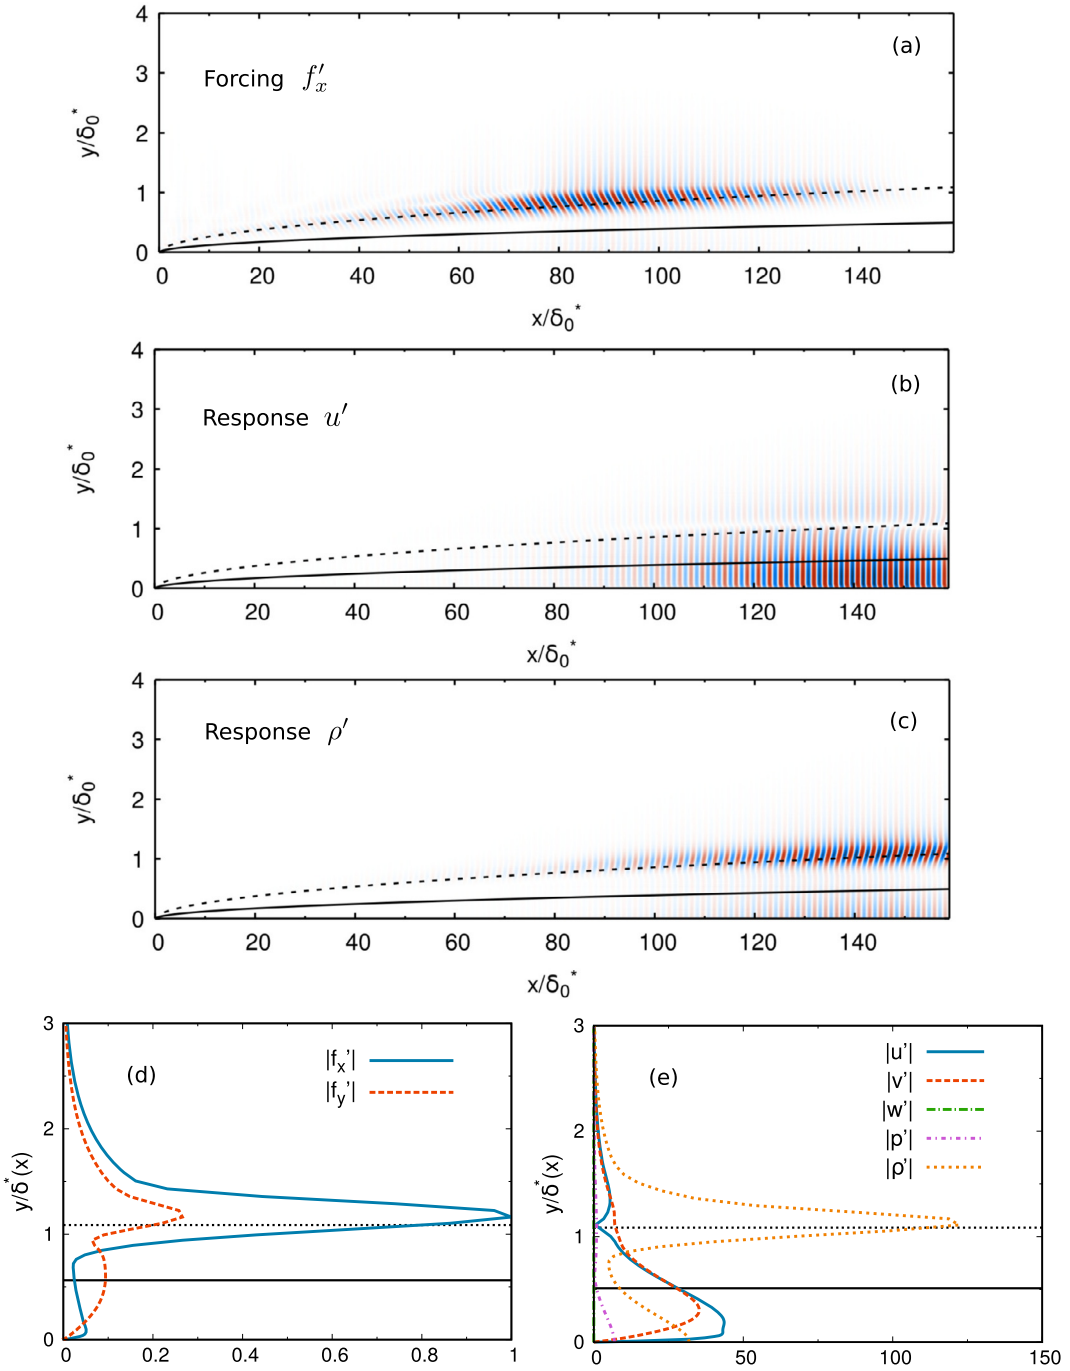 4
(a)
3
Forcing f′x
y/δ0*
2
1
0
0 20 40 60 80 100 120 140
x/δ0*
4
(b)
3
Response u′
y/δ0*
2
1
0
0 20 40 60 80 100 120 140
x/δ0*
4
(c)
3
Response ρ′
y/δ0*
2
1
0
0 20 40 60 80 100 120 140
x/δ0*
3
(d)
|fx'|
|fy'|
2
y/δ*(x)
1
0
0 0.2 0.4 0.6 0.8 1
3
(e)
|u'|
|v'|
|w'|
|p'|
|ρ'|
2
y/δ*(x)
1
0
0 50 100 150